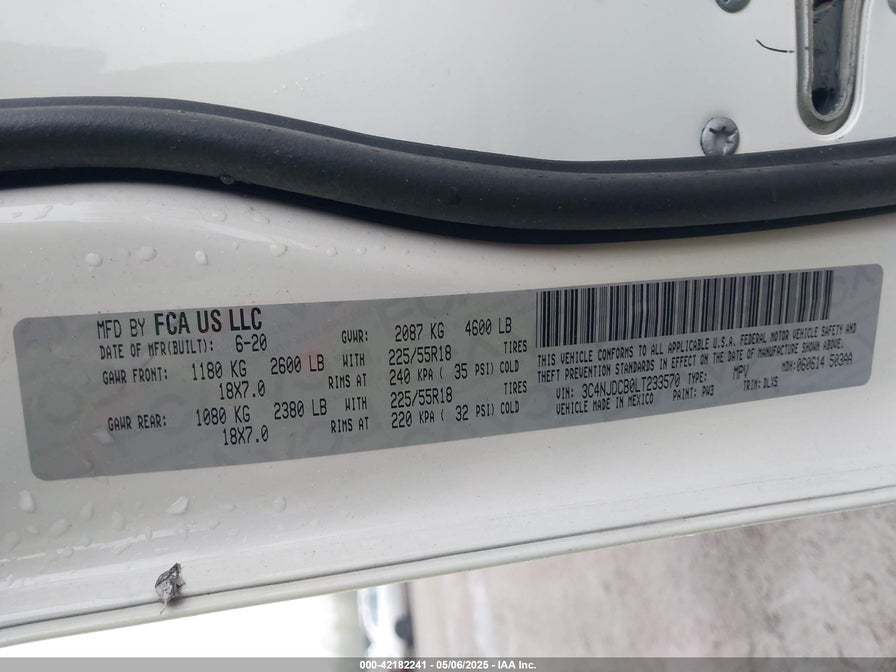 MFD BY FCA US LLC
DATE OF MFR(BUILT): 6-20
GVWR: 2087 KG 4600 LB
GAWR FRONT: 1180 KG 2600 LB WITH 225/55R18 TIRES
18X7.0 RIMS AT 240 KPA ( 35 PSI) COLD
GAWR REAR: 1080 KG 2380 LB WITH 225/55R18 TIRES
18X7.0 RIMS AT 220 KPA ( 32 PSI) COLD
THIS VEHICLE CONFORMS TO ALL APPLICABLE U.S.A. FEDERAL MOTOR VEHICLE SAFETY AND
THEFT PREVENTION STANDARDS IN EFFECT ON THE DATE OF MANUFACTURE SHOWN ABOVE
VIN: 3C4NJDCB0LT233570 TYPE: MPV MDH:060614 503AA
VEHICLE MADE IN MEXICO PAINT: PW3 TRIM: DLX9
000-42182241 - 05/06/2025 - IAA Inc.